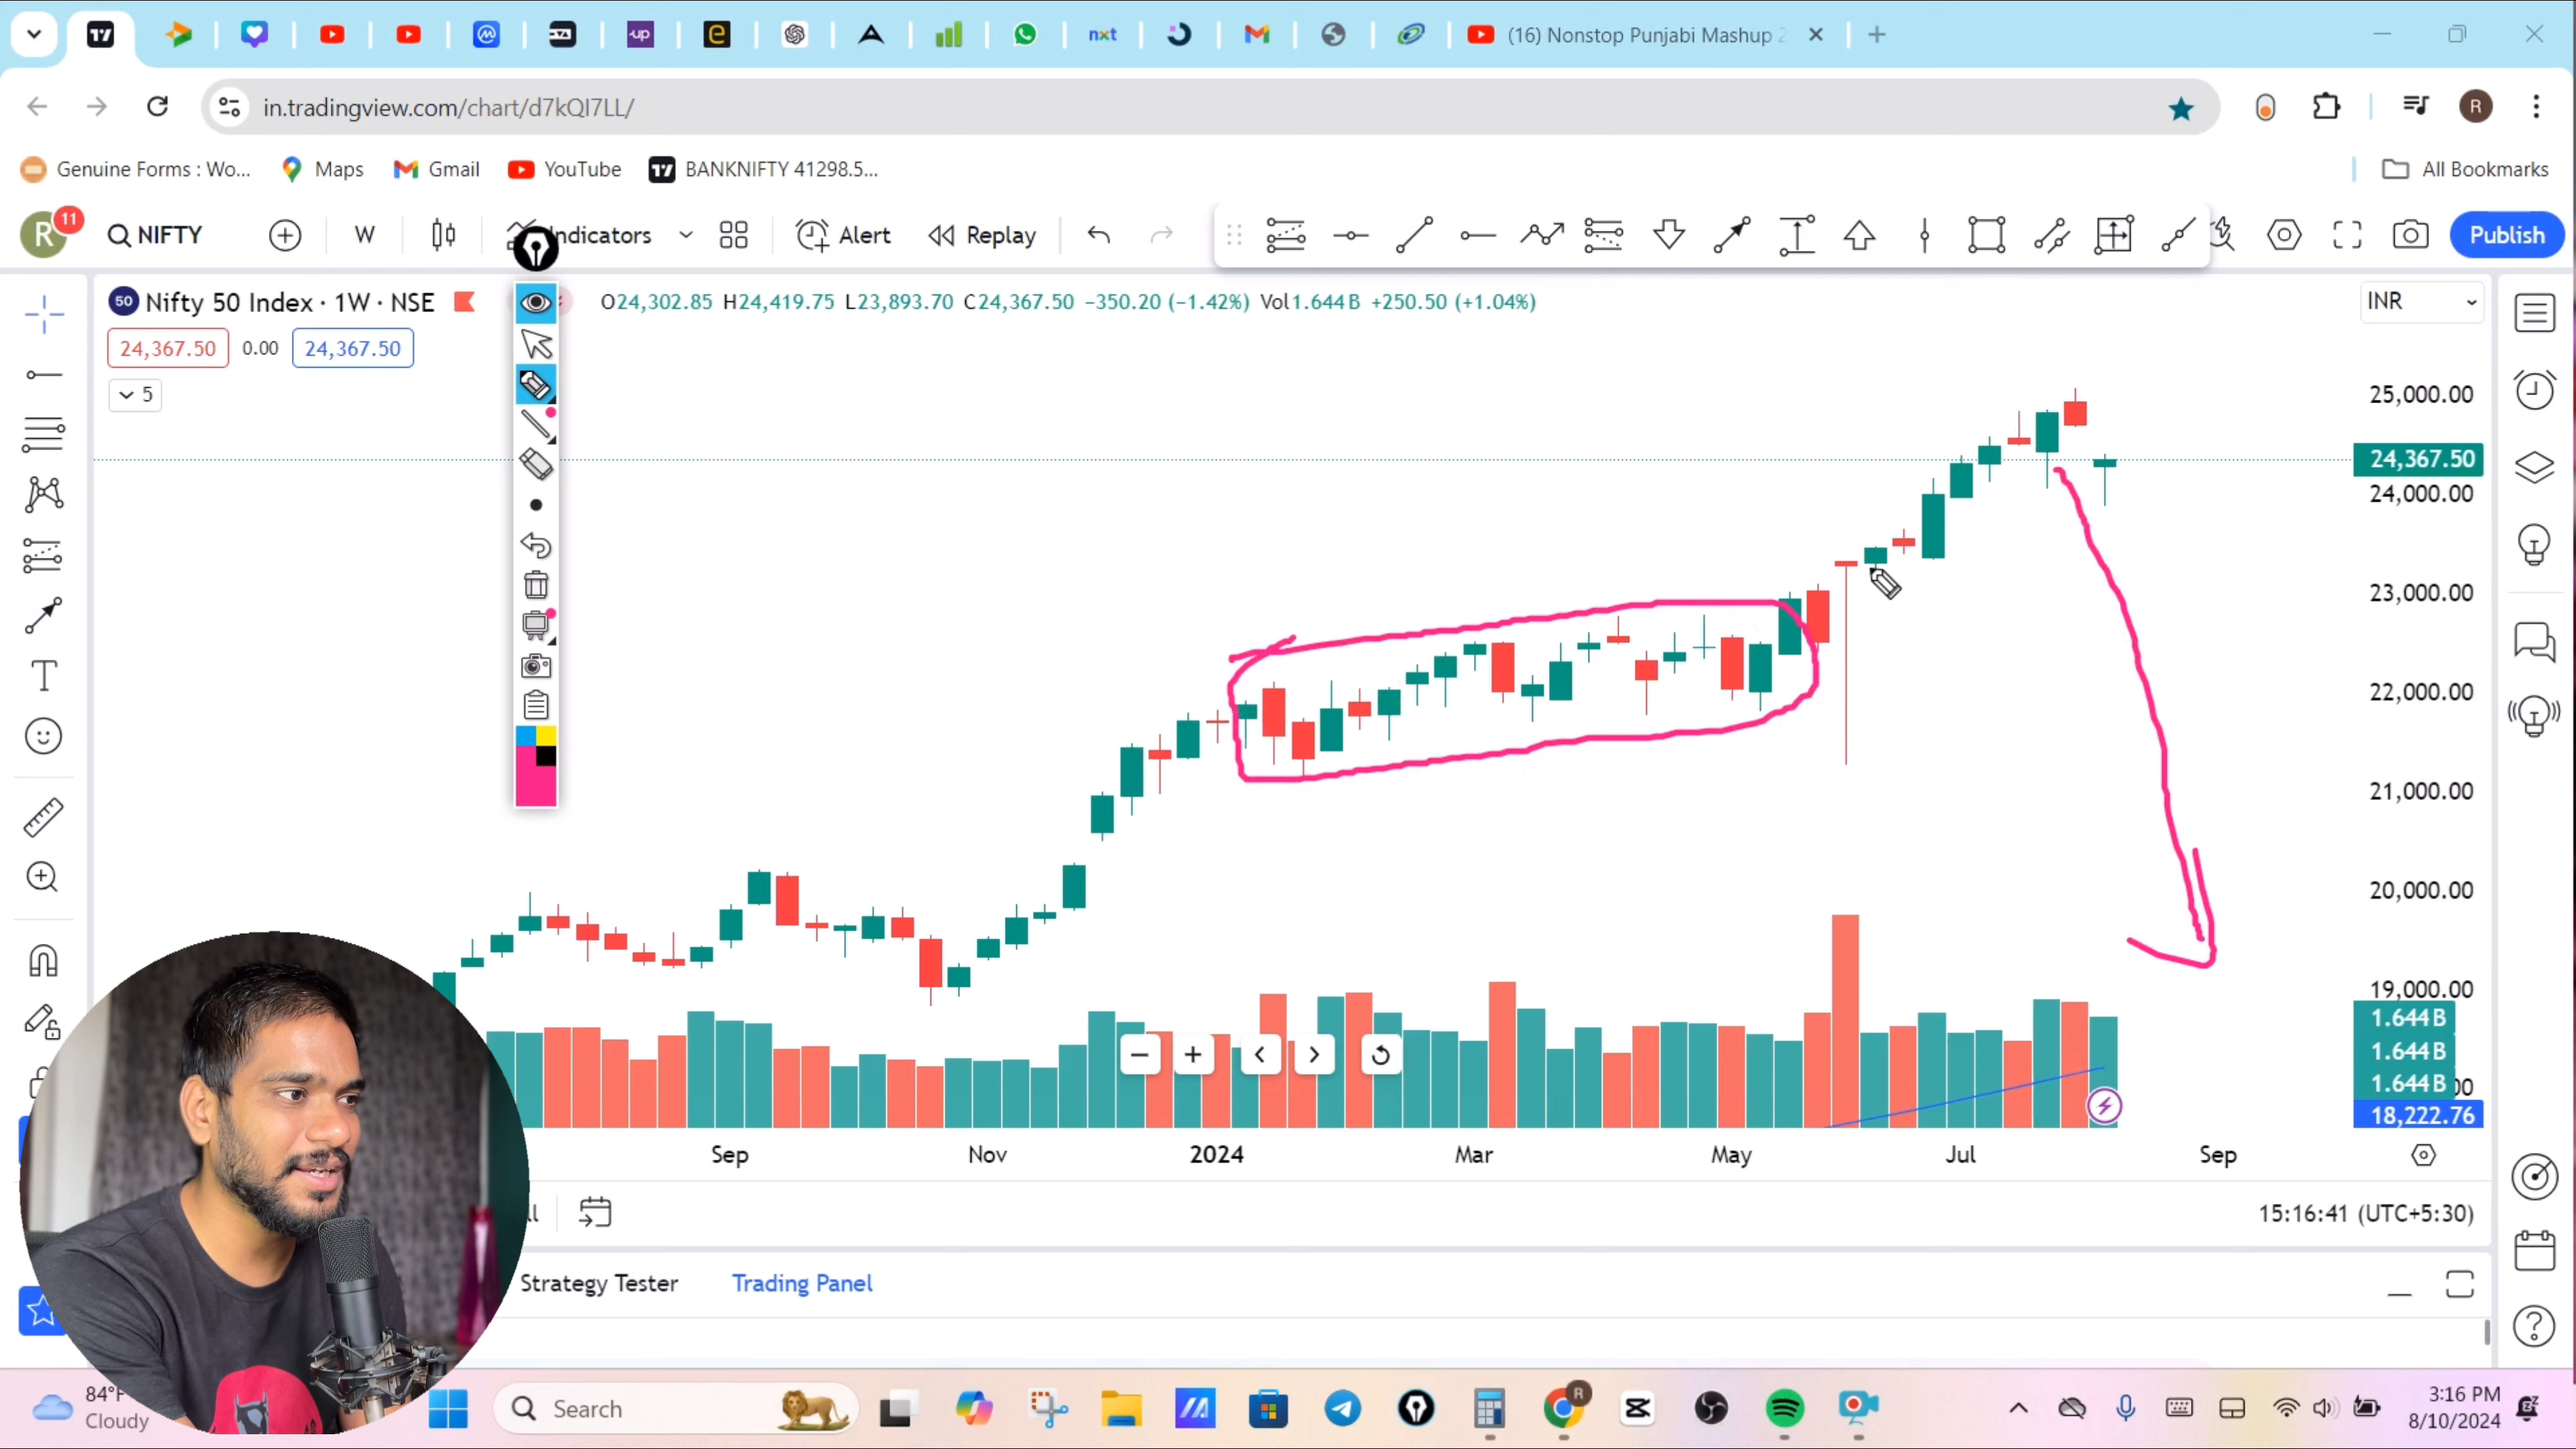 up
nxt
(16) Nonstop Punjabi Mashup 2
in.tradingview.com/chart/d7kQI7LL/
R
Genuine Forms : Wo...
Maps
Gmail
YouTube
BANKNIFTY 41298.5...
All Bookmarks
R 11
NIFTY
W
Indicators
Alert
Replay
Publish
50 Nifty 50 Index · 1W · NSE
O24,302.85 H24,419.75 L23,893.70 C24,367.50 −350.20 (−1.42%) Vol1.644 B +250.50 (+1.04%)
INR
24,367.50 0.00 24,367.50
5
25,000.00
24,367.50
24,000.00
23,000.00
22,000.00
21,000.00
20,000.00
19,000.00
1.644 B
1.644 B
1.644 B
18,222.76
Sep Nov 2024 Mar May Jul Sep
15:16:41 (UTC+5:30)
Strategy Tester
Trading Panel
84°F
Cloudy
Search
R
3:16 PM
8/10/2024